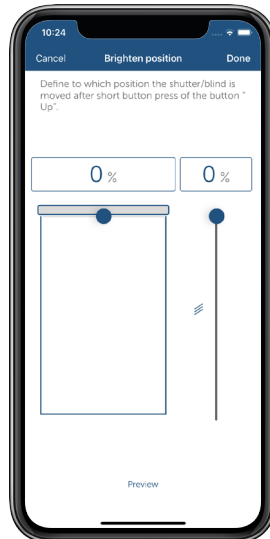 10:24
Cancel Brighten position Done
Define to which position the shutter/blind is
moved after short button press of the button "
Up".
0 % 0 %
Preview